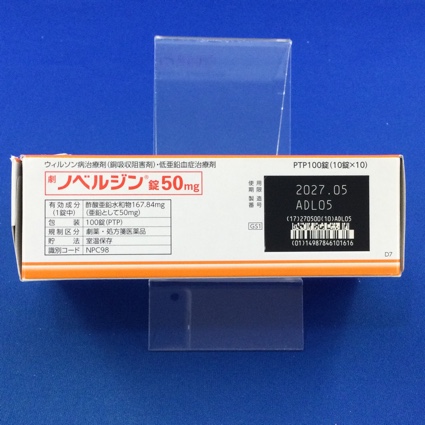 ウィルソン病治療剤(銅吸収阻害剤)・低亜鉛血症治療剤
PTP100錠(10錠×10)
劇 ノベルジン®錠50mg
有効成分(1錠中) 酢酸亜鉛水和物167.84mg(亜鉛として50mg)
包装 100錠(PTP)
規制区分 劇薬・処方箋医薬品
貯法 室温保存
識別コード NPC98
使用期限 2027.05
製造番号 ADL05
(17)270500(10)ADL05
GS1
(01)14987846101616
D7